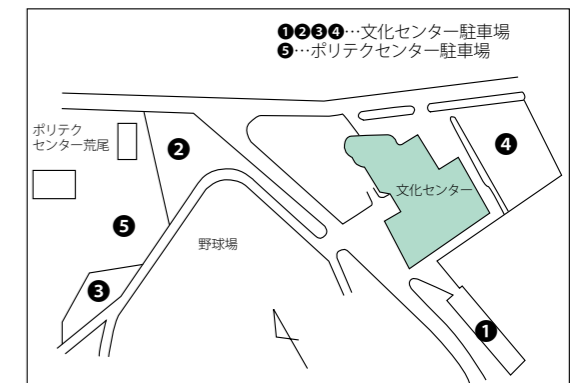 ❶❷❸❹…文化センター駐車場
❺…ポリテクセンター駐車場
ポリテク
センター荒尾
❷
❹
文化センター
❺
野球場
❸
❶